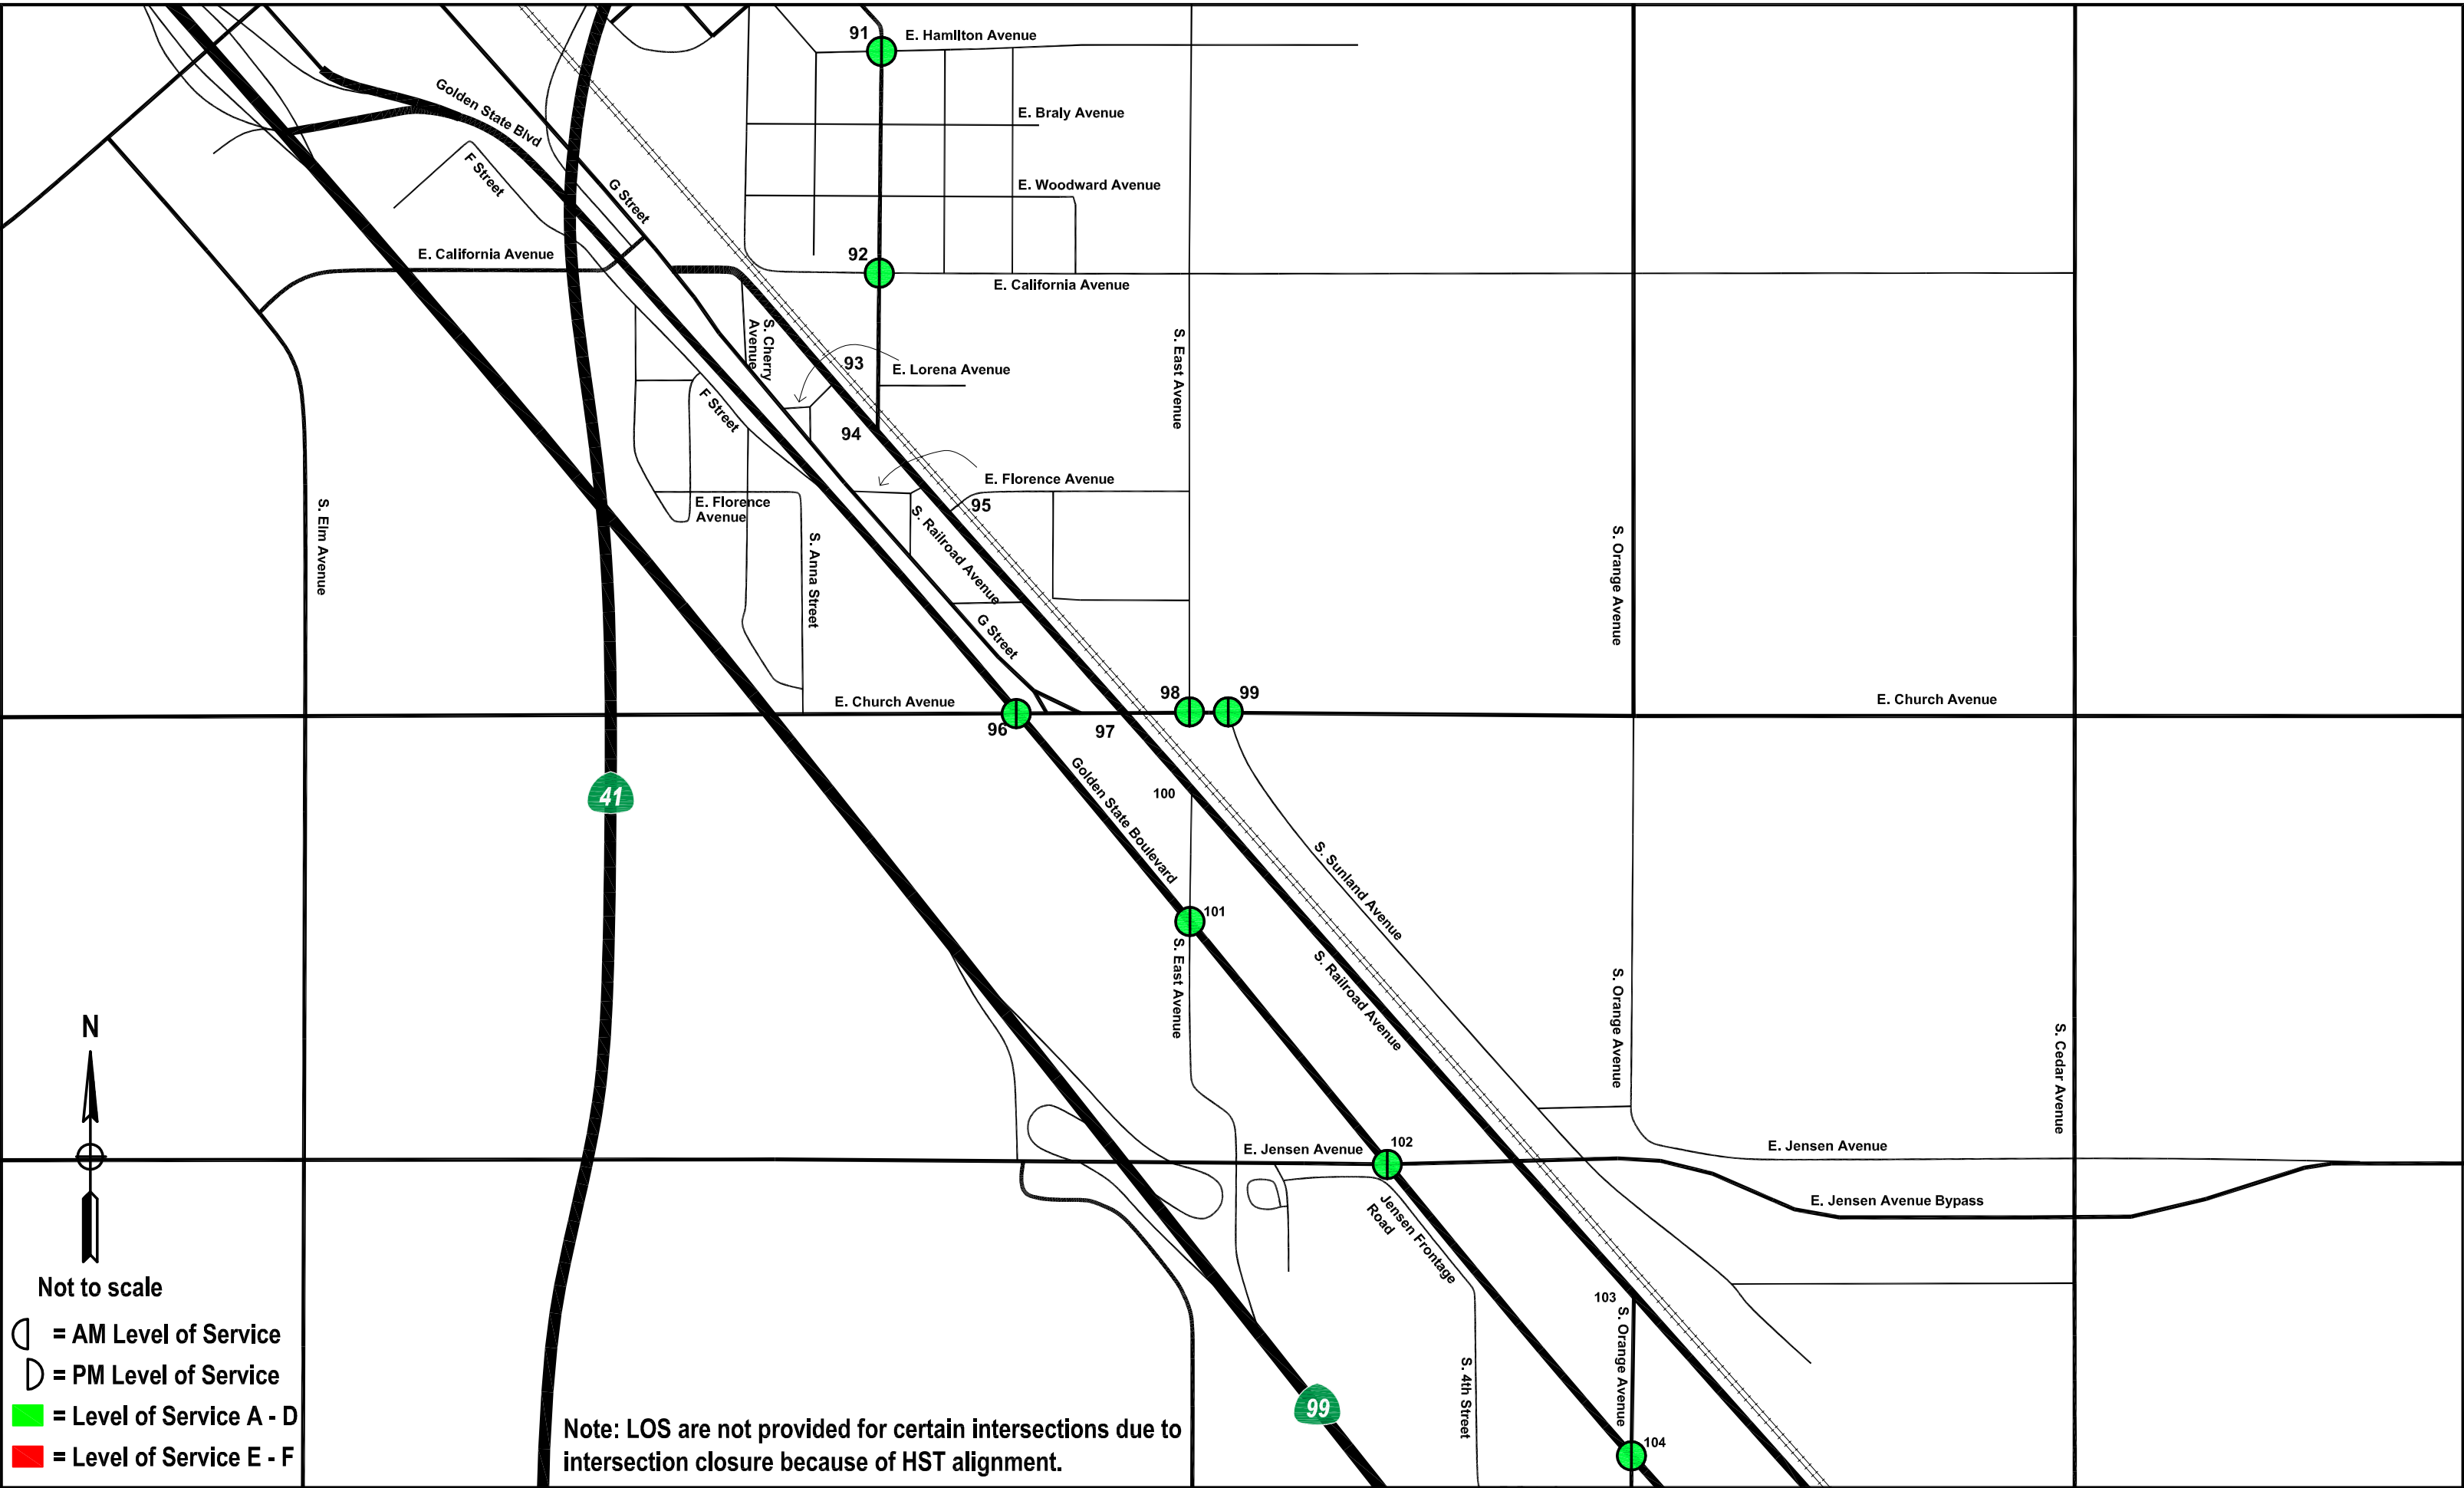 91
E. Hamilton Avenue
Golden State Blvd
E. Braly Avenue
F Street
G Street
E. Woodward Avenue
92
E. California Avenue
E. California Avenue
S. Cherry
Avenue
S. East Avenue
93
E. Lorena Avenue
F Street
94
E. Florence Avenue
95
E. Florence
Avenue
S. Elm Avenue
S. Anna Street
S. Railroad Avenue
S. Orange Avenue
G Street
98
99
E. Church Avenue
E. Church Avenue
96
97
41
Golden State Boulevard
100
S. Sunland Avenue
101
S. East Avenue
S. Railroad Avenue
S. Orange Avenue
S. Cedar Avenue
N
102
E. Jensen Avenue
E. Jensen Avenue
E. Jensen Avenue Bypass
Jensen Frontage
Road
Not to scale
103
S. Orange Avenue
= AM Level of Service
= PM Level of Service
S. 4th Street
99
= Level of Service A - D
= Level of Service E - F
Note: LOS are not provided for certain intersections due to
intersection closure because of HST alignment.
104